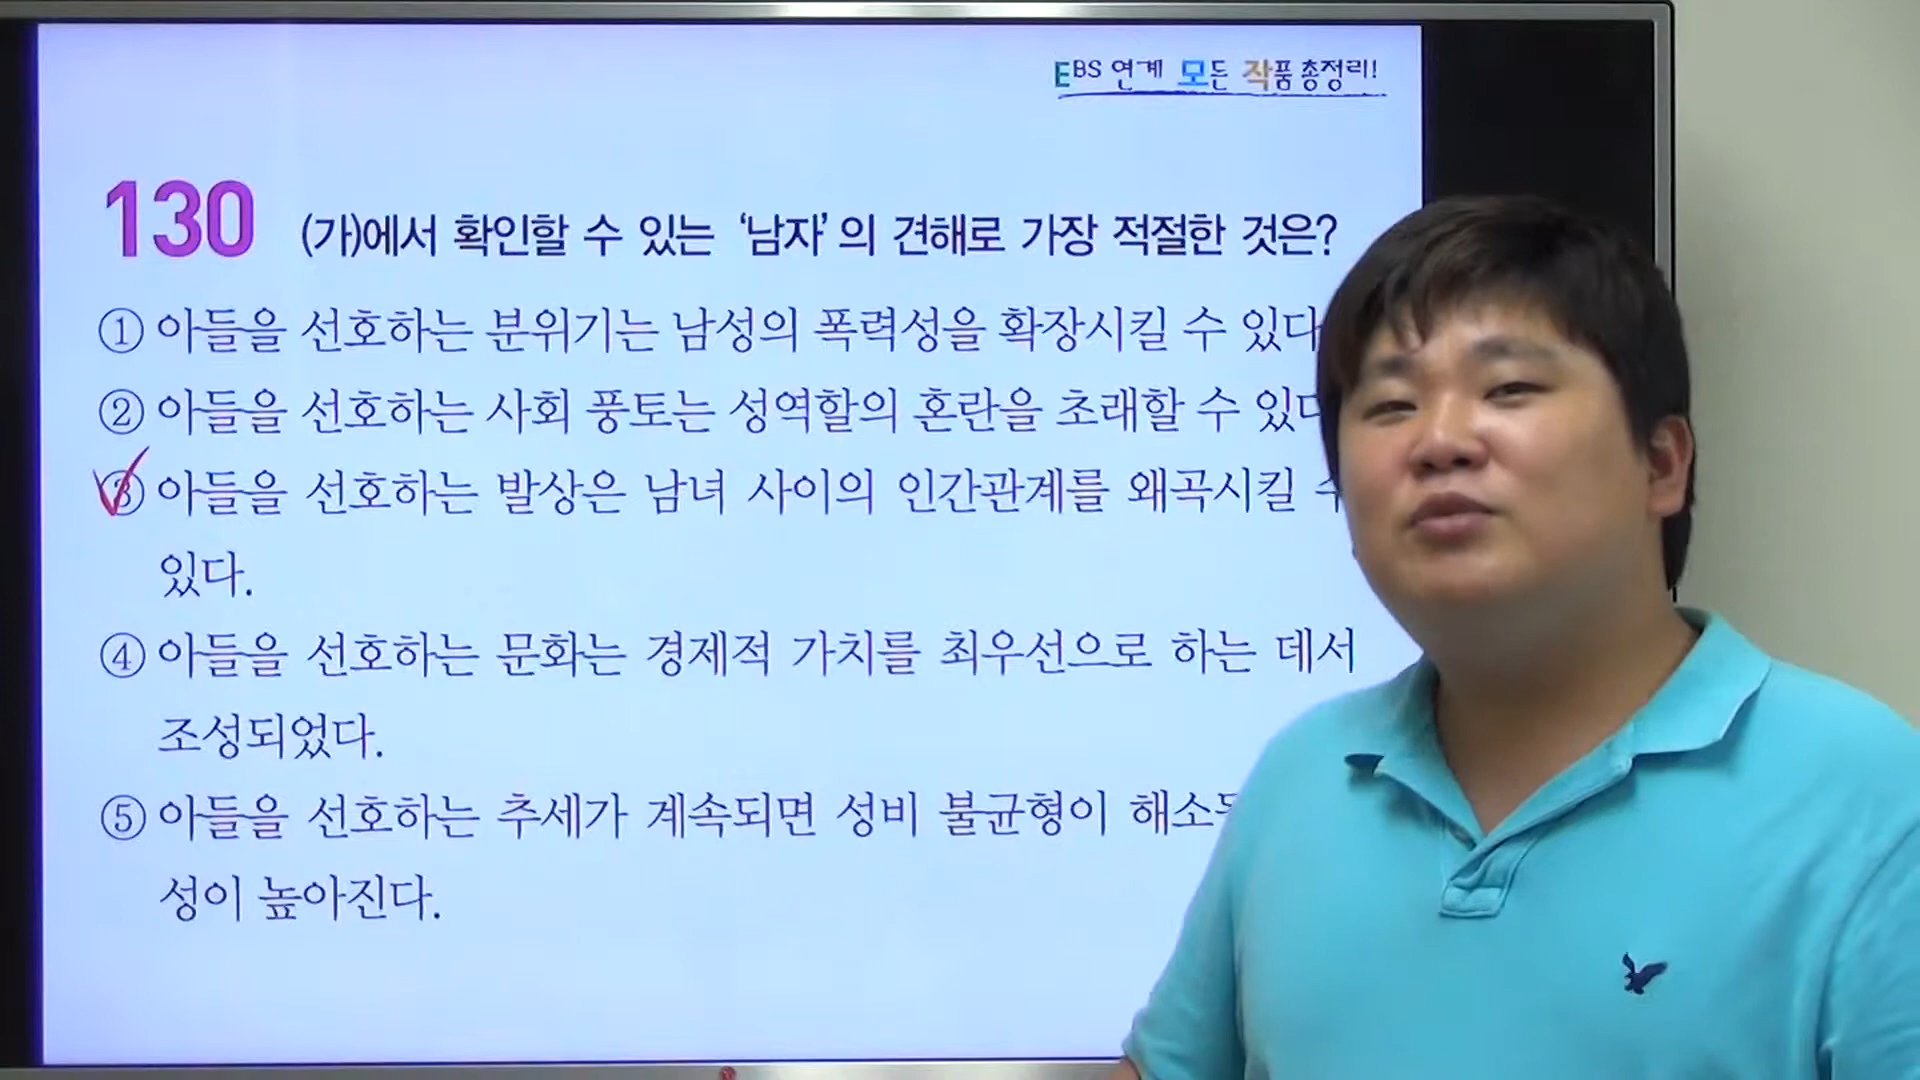 EBS 연계 모든 작품 총정리!
130 (가)에서 확인할 수 있는 ‘남자’의 견해로 가장 적절한 것은?
① 아들을 선호하는 분위기는 남성의 폭력성을 확장시킬 수 있다
② 아들을 선호하는 사회 풍토는 성역할의 혼란을 초래할 수
③ 아들을 선호하는 발상은 남녀 사이의 인간관계를 왜곡시킬
있다.
④ 아들을 선호하는 문화는 경제적 가치를 최우선으로 하는 데서
조성되었다.
⑤ 아들을 선호하는 추세가 계속되면 성비 불균형이
성이 높아진다.